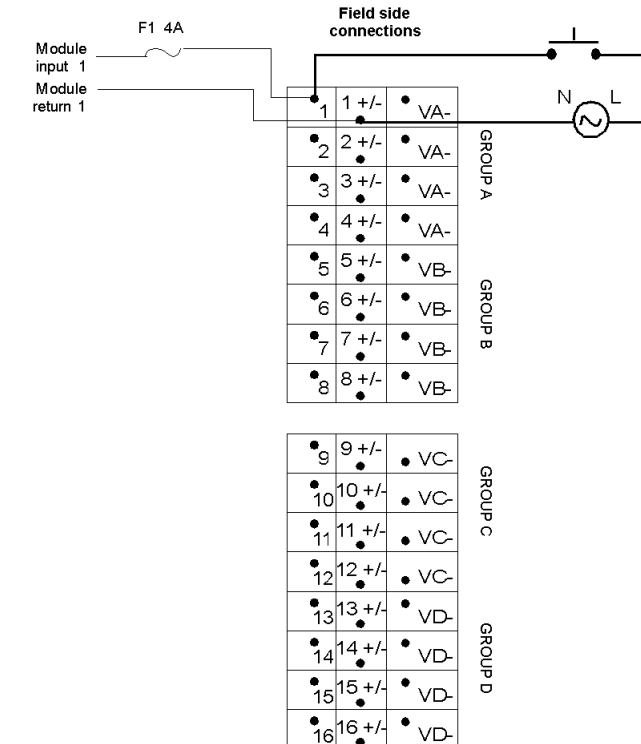 Field side
connections
F1 4A
Module
input 1
Module
return 1
N L
1 1 +/- VA-
2 2 +/- VA-
3 3 +/- VA-
4 4 +/- VA-
GROUP A
5 5 +/- VB-
6 6 +/- VB-
7 7 +/- VB-
8 8 +/- VB-
GROUP B
9 9 +/- VC-
10 10 +/- VC-
11 11 +/- VC-
12 12 +/- VC-
GROUP C
13 13 +/- VD-
14 14 +/- VD-
15 15 +/- VD-
16 16 +/- VD-
GROUP D